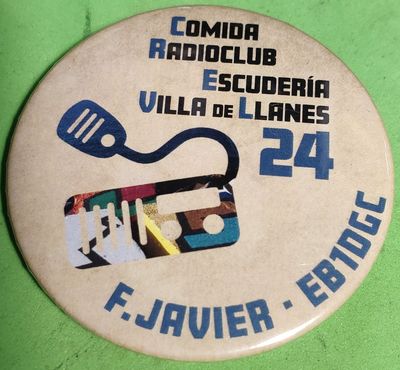 COMIDA
RADIOCLUB
ESCUDERÍA
VILLA DE LLANES
24
F. JAVIER - EB1DGC